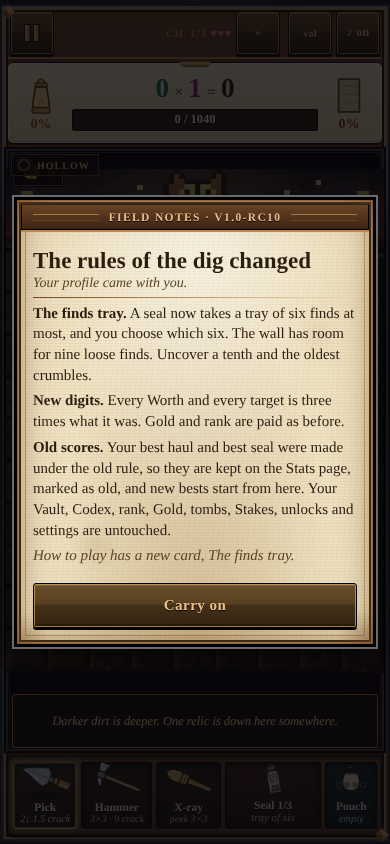 CH. 1/3 ♥♥♥
»
vol
♪ on
0 × 1 = 0
0%
0 / 1040
0%
HOLLOW
FIELD NOTES · V1.0-RC10
The rules of the dig changed
Your profile came with you.
The finds tray. A seal now takes a tray of six finds at
most, and you choose which six. The wall has room
for nine loose finds. Uncover a tenth and the oldest
crumbles.
New digits. Every Worth and every target is three
times what it was. Gold and rank are paid as before.
Old scores. Your best haul and best seal were made
under the old rule, so they are kept on the Stats page,
marked as old, and new bests start from here. Your
Vault, Codex, rank, Gold, tombs, Stakes, unlocks and
settings are untouched.
How to play has a new card, The finds tray.
Carry on
Darker dirt is deeper. One relic is down here somewhere.
Pick
2↓ 1.5 crack
Hammer
3×3 · 9 crack
X-ray
peek 3×3
Seal 1/3
tray of six
Pouch
empty